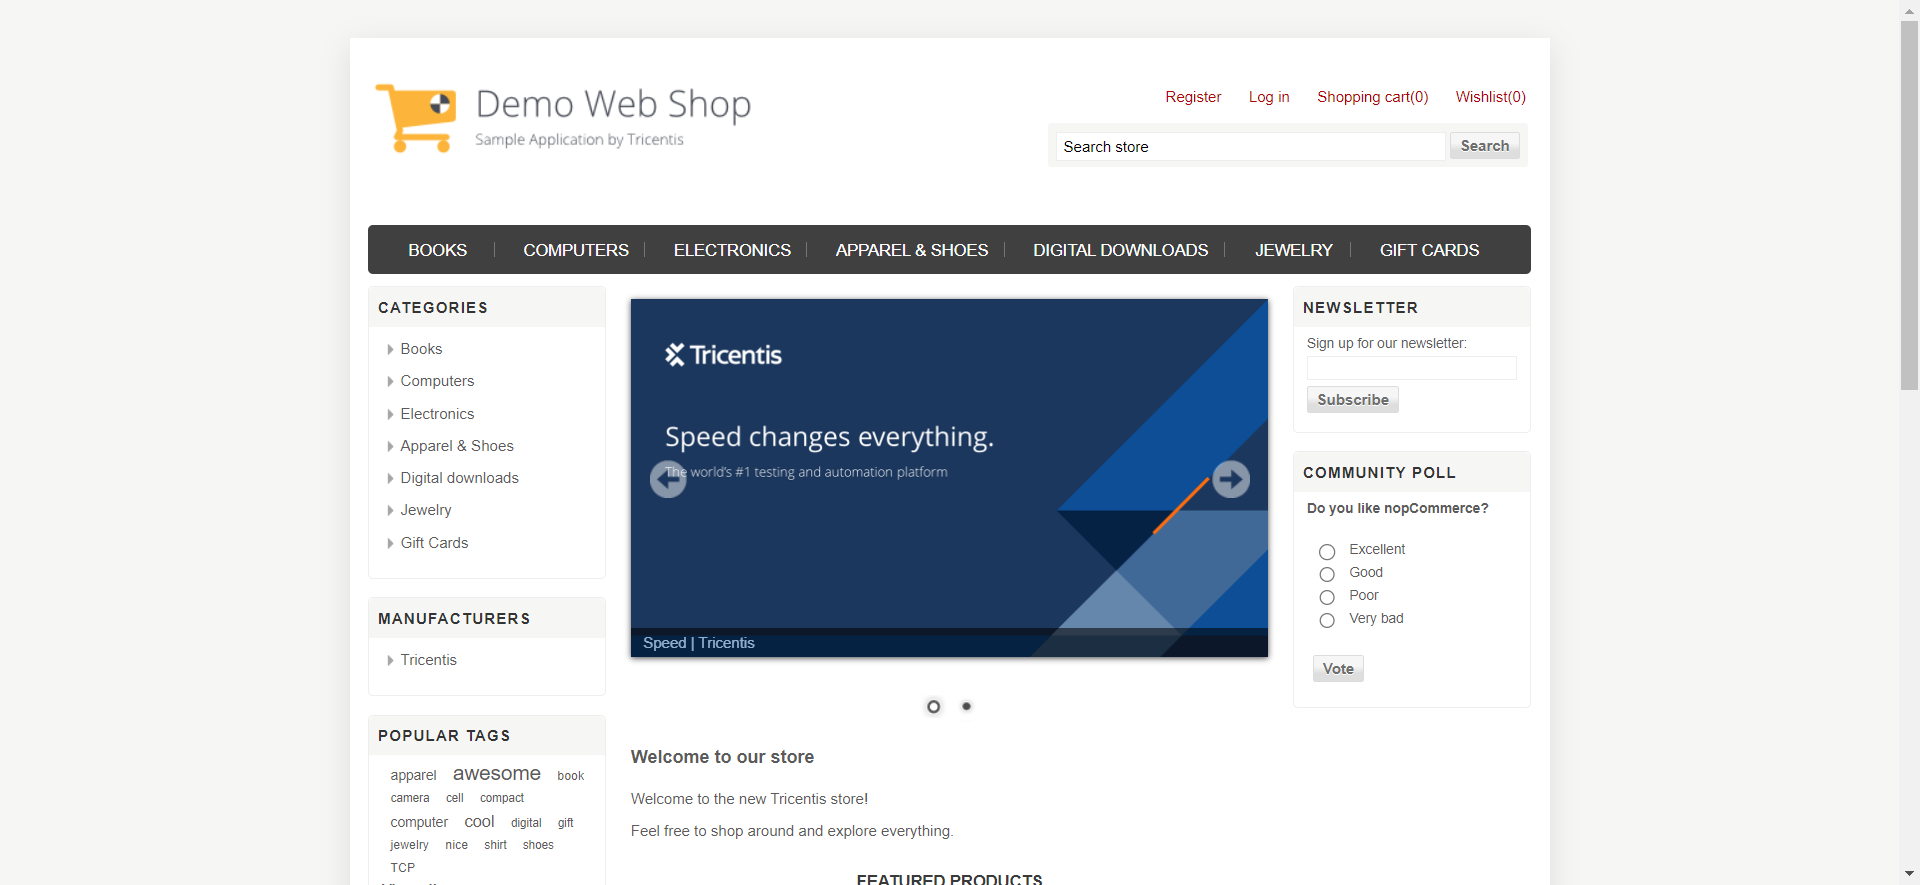 Demo Web Shop
Sample Application by Tricentis
Register Log in Shopping cart(0) Wishlist(0)
Search store Search
BOOKS COMPUTERS ELECTRONICS APPAREL & SHOES DIGITAL DOWNLOADS JEWELRY GIFT CARDS
CATEGORIES
Books
Computers
Electronics
Apparel & Shoes
Digital downloads
Jewelry
Gift Cards
MANUFACTURERS
Tricentis
POPULAR TAGS
apparel awesome book
camera cell compact
computer cool digital gift
jewelry nice shirt shoes
TCP
Tricentis
Speed changes everything.
The world's #1 testing and automation platform
Speed | Tricentis
Welcome to our store
Welcome to the new Tricentis store!
Feel free to shop around and explore everything.
FEATURED PRODUCTS
NEWSLETTER
Sign up for our newsletter:
Subscribe
COMMUNITY POLL
Do you like nopCommerce?
Excellent
Good
Poor
Very bad
Vote